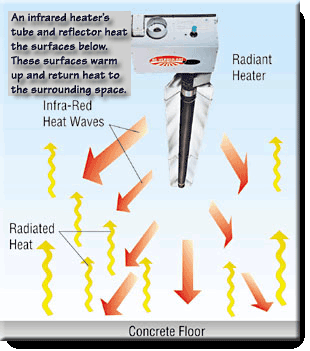 An infrared heater's
tube and reflector heat
the surfaces below.
These surfaces warm
up and return heat to
the surrounding space.
Radiant
Heater
Infra-Red
Heat Waves
Radiated
Heat
Concrete Floor